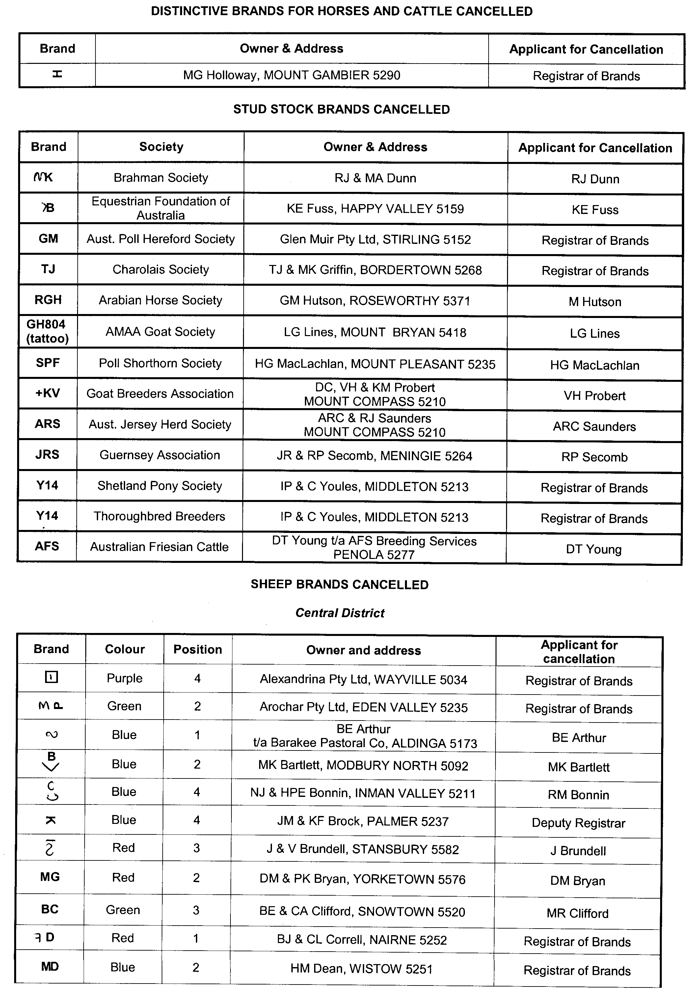 DISTINCTIVE BRANDS FOR HORSES AND CATTLE CANCELLED
Brand Owner & Address Applicant for Cancellation
MG Holloway, MOUNT GAMBIER 5290 Registrar of Brands
STUD STOCK BRANDS CANCELLED
Brand Society Owner & Address Applicant for Cancellation
K Brahman Society RJ & MA Dunn RJ Dunn
B Equestrian Foundation of Australia KE Fuss, HAPPY VALLEY 5159 KE Fuss
GM Aust. Poll Hereford Society Glen Muir Pty Ltd, STIRLING 5152 Registrar of Brands
TJ Charolais Society TJ & MK Griffin, BORDERTOWN 5268 Registrar of Brands
RGH Arabian Horse Society GM Hutson, ROSEWORTHY 5371 M Hutson
GH804 (tattoo) AMAA Goat Society LG Lines, MOUNT BRYAN 5418 LG Lines
SPF Poll Shorthorn Society HG MacLachlan, MOUNT PLEASANT 5235 HG MacLachlan
+KV Goat Breeders Association DC, VH & KM Probert MOUNT COMPASS 5210 VH Probert
ARS Aust. Jersey Herd Society ARC & RJ Saunders MOUNT COMPASS 5210 ARC Saunders
JRS Guernsey Association JR & RP Secomb, MENINGIE 5264 RP Secomb
Y14 Shetland Pony Society IP & C Youles, MIDDLETON 5213 Registrar of Brands
Y14 Thoroughbred Breeders IP & C Youles, MIDDLETON 5213 Registrar of Brands
AFS Australian Friesian Cattle DT Young t/a AFS Breeding Services PENOLA 5277 DT Young
SHEEP BRANDS CANCELLED
Central District
Brand Colour Position Owner and address Applicant for cancellation
Purple 4 Alexandrina Pty Ltd, WAYVILLE 5034 Registrar of Brands
M P Green 2 Arochar Pty Ltd, EDEN VALLEY 5235 Registrar of Brands
Blue 1 BE Arthur t/a Barakee Pastoral Co, ALDINGA 5173 BE Arthur
B Blue 2 MK Bartlett, MODBURY NORTH 5092 MK Bartlett
C Blue 4 NJ & HPE Bonnin, INMAN VALLEY 5211 RM Bonnin
K Blue 4 JM & KF Brock, PALMER 5237 Deputy Registrar
Red 3 J & V Brundell, STANSBURY 5582 J Brundell
MG Red 2 DM & PK Bryan, YORKETOWN 5576 DM Bryan
BC Green 3 BE & CA Clifford, SNOWTOWN 5520 MR Clifford
D Red 1 BJ & CL Correll, NAIRNE 5252 Registrar of Brands
MD Blue 2 HM Dean, WISTOW 5251 Registrar of Brands